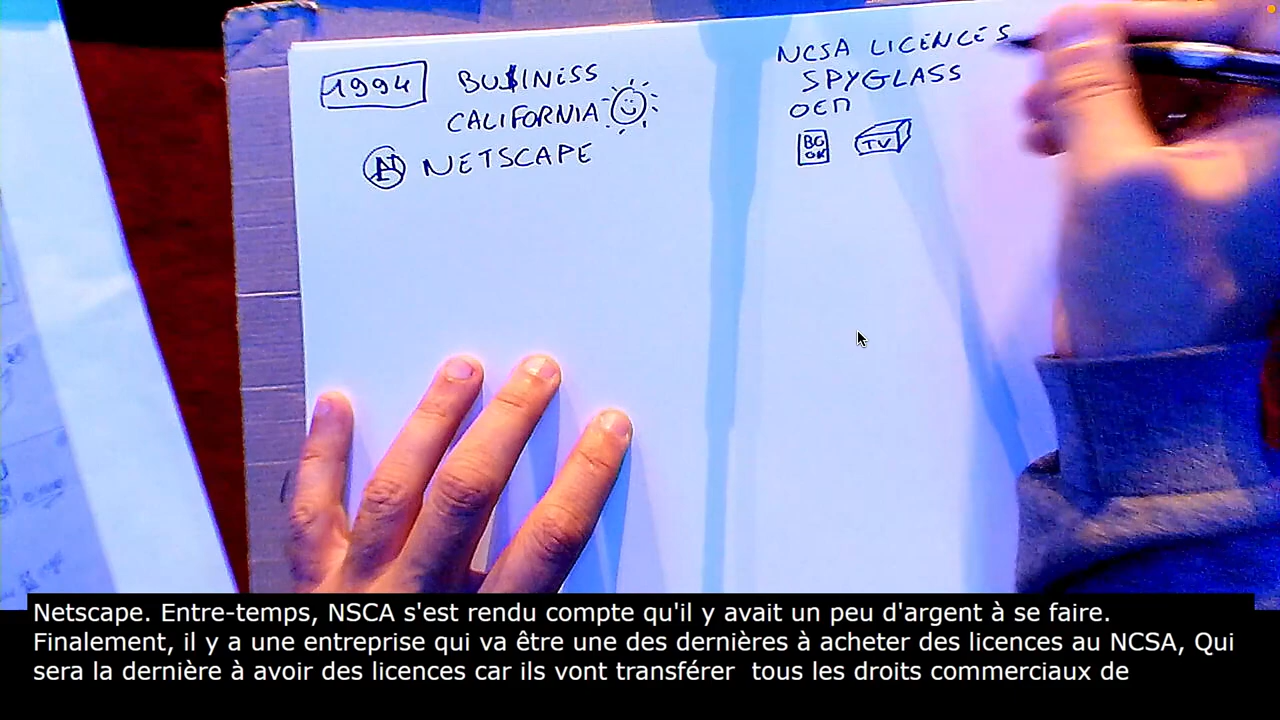 1994 BU$INESS
CALIFORNIA
N NETSCAPE
NCSA LICENCES
SPYGLASS
OEM
BOOK TV
Netscape. Entre-temps, NSCA s'est rendu compte qu'il y avait un peu d'argent à se faire.
Finalement, il y a une entreprise qui va être une des dernières à acheter des licences au NCSA, Qui
sera la dernière à avoir des licences car ils vont transférer tous les droits commerciaux de